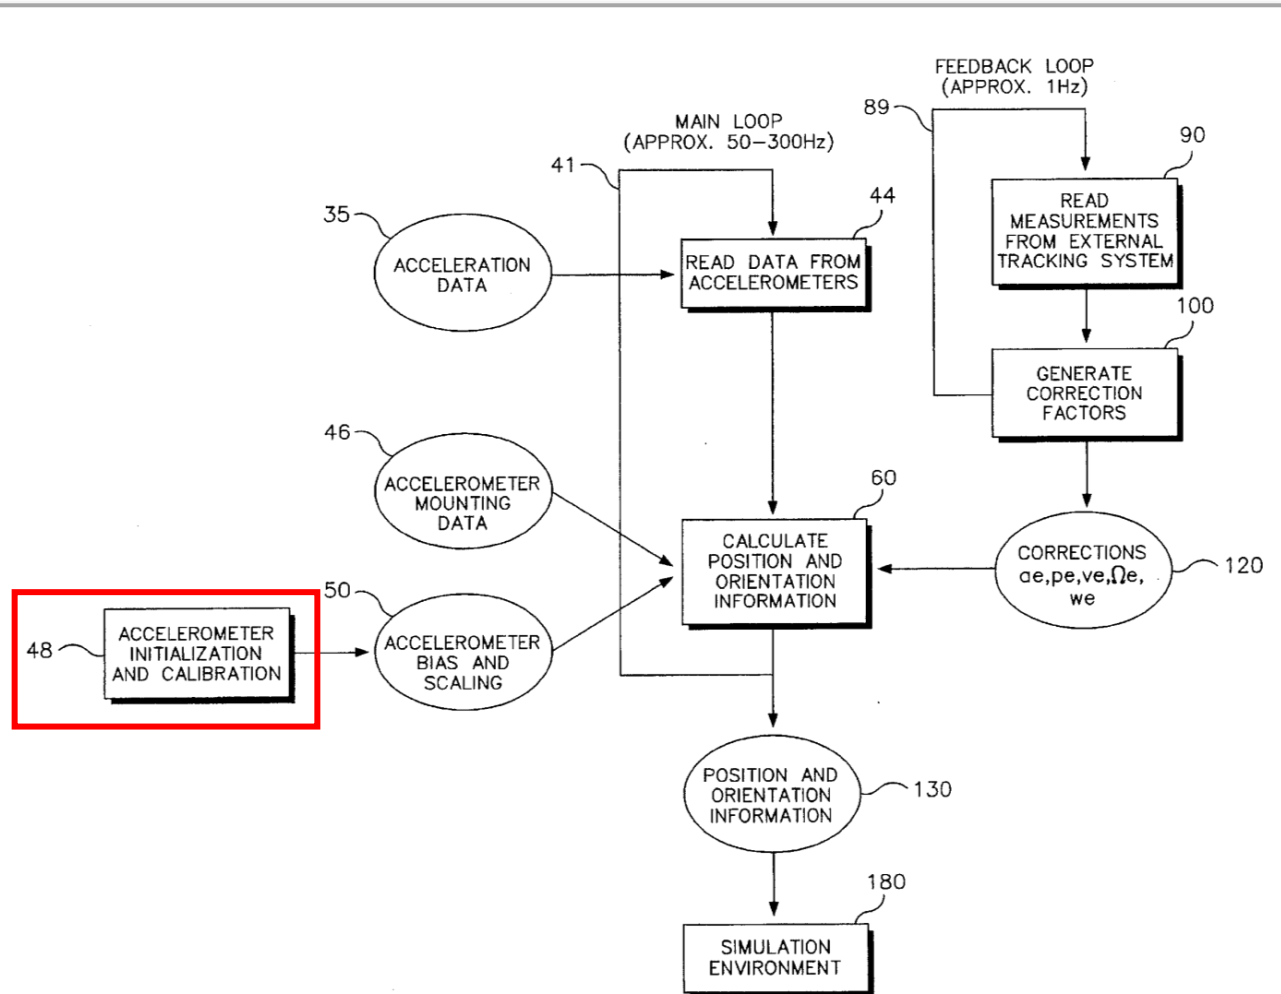 FEEDBACK LOOP
(APPROX. 1Hz)
89
MAIN LOOP
(APPROX. 50-300Hz)
41
90
READ
MEASUREMENTS
FROM EXTERNAL
TRACKING SYSTEM
35
ACCELERATION
DATA
44
READ DATA FROM
ACCELEROMETERS
100
GENERATE
CORRECTION
FACTORS
46
ACCELEROMETER
MOUNTING
DATA
60
CALCULATE
POSITION AND
ORIENTATION
INFORMATION
CORRECTIONS
ae,pe,ve,Ωe,
we
120
48
ACCELEROMETER
INITIALIZATION
AND CALIBRATION
50
ACCELEROMETER
BIAS AND
SCALING
POSITION AND
ORIENTATION
INFORMATION
130
180
SIMULATION
ENVIRONMENT